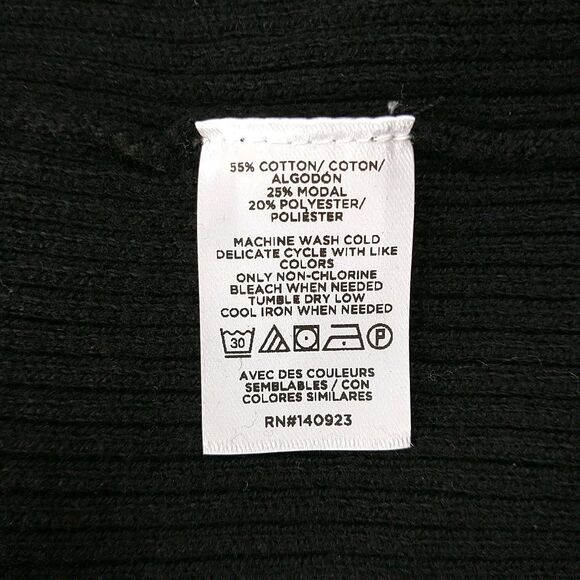 55% COTTON/ COTON/
ALGODÓN
25% MODAL
20% POLYESTER/
POLIÉSTER
MACHINE WASH COLD
DELICATE CYCLE WITH LIKE
COLORS
ONLY NON-CHLORINE
BLEACH WHEN NEEDED
TUMBLE DRY LOW
COOL IRON WHEN NEEDED
30 P
AVEC DES COULEURS
SEMBLABLES / CON
COLORES SIMILARES
RN#140923